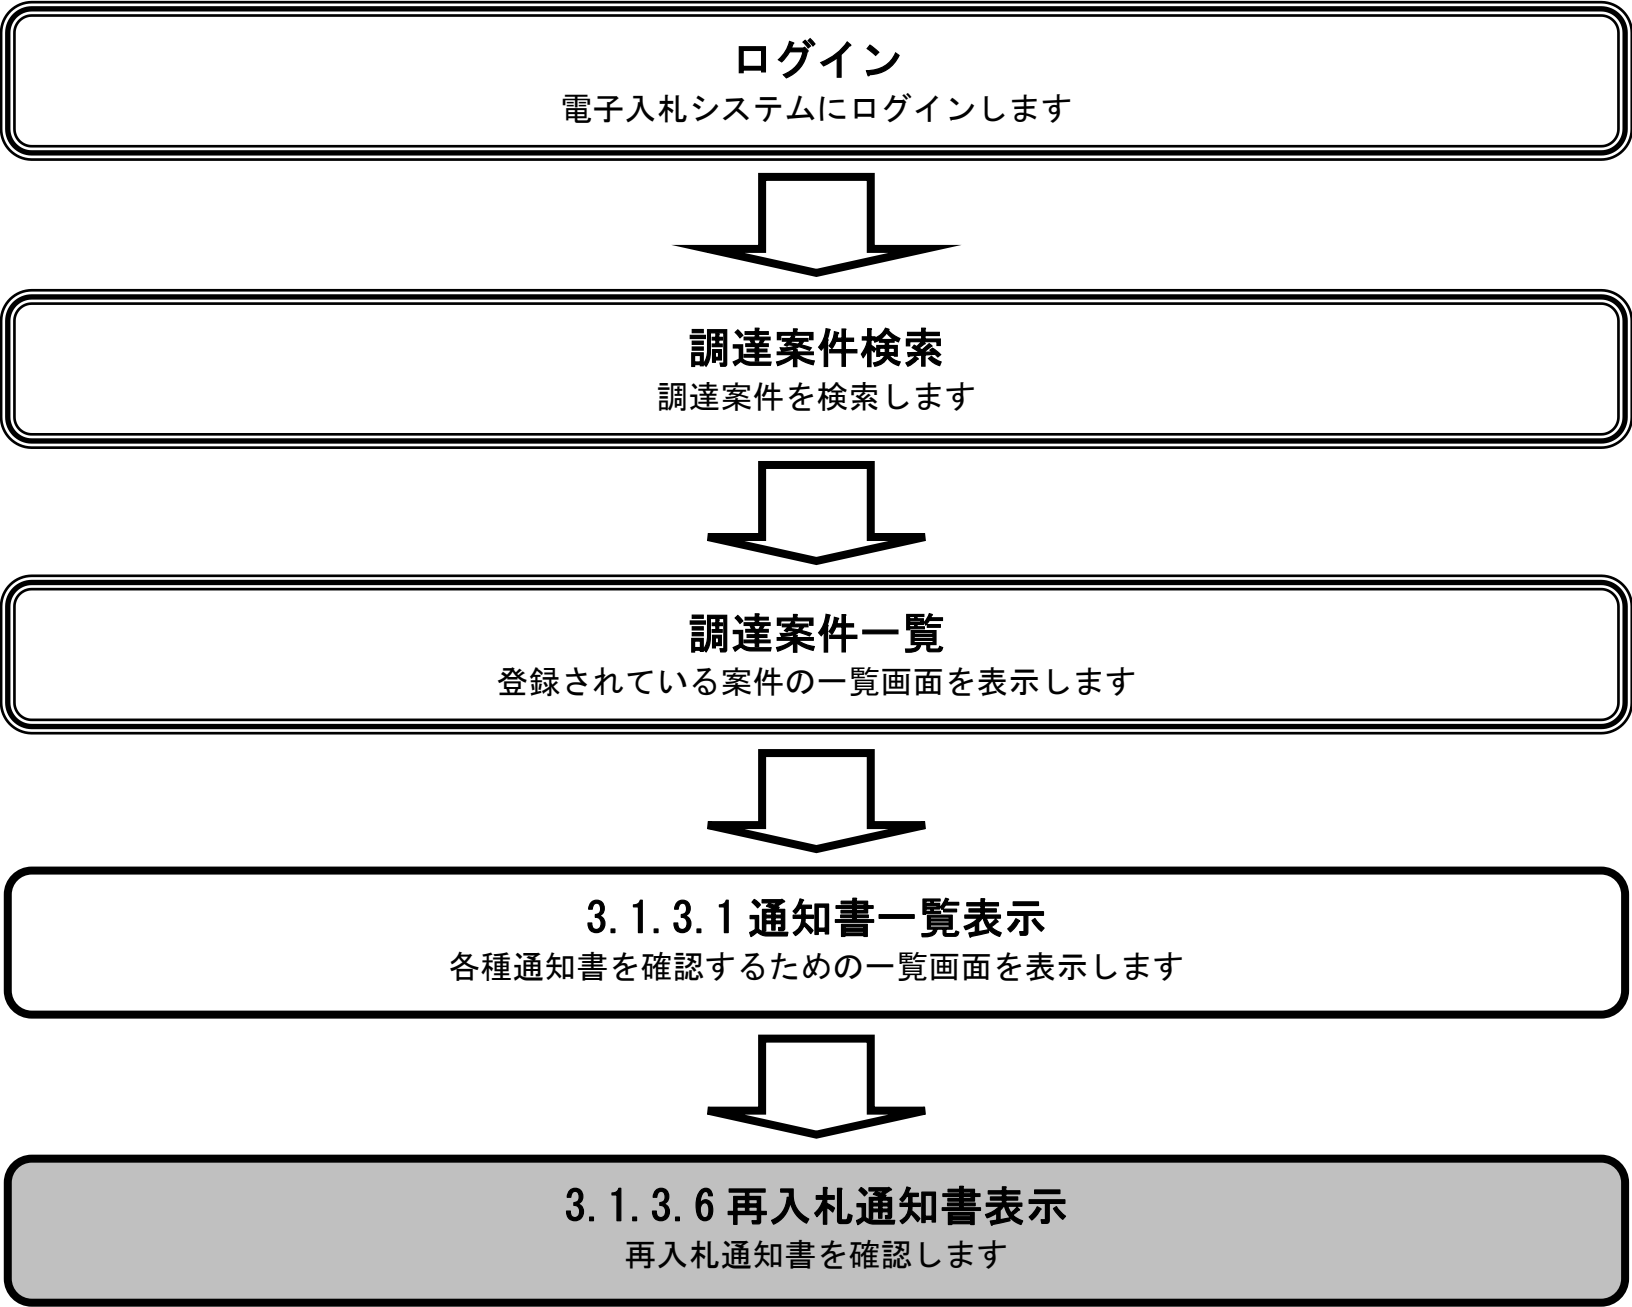 ログイン
電子入札システムにログインします
調達案件検索
調達案件を検索します
調達案件一覧
登録されている案件の一覧画面を表示します
3.1.3.1 通知書一覧表示
各種通知書を確認するための一覧画面を表示します
3.1.3.6 再入札通知書表示
再入札通知書を確認します